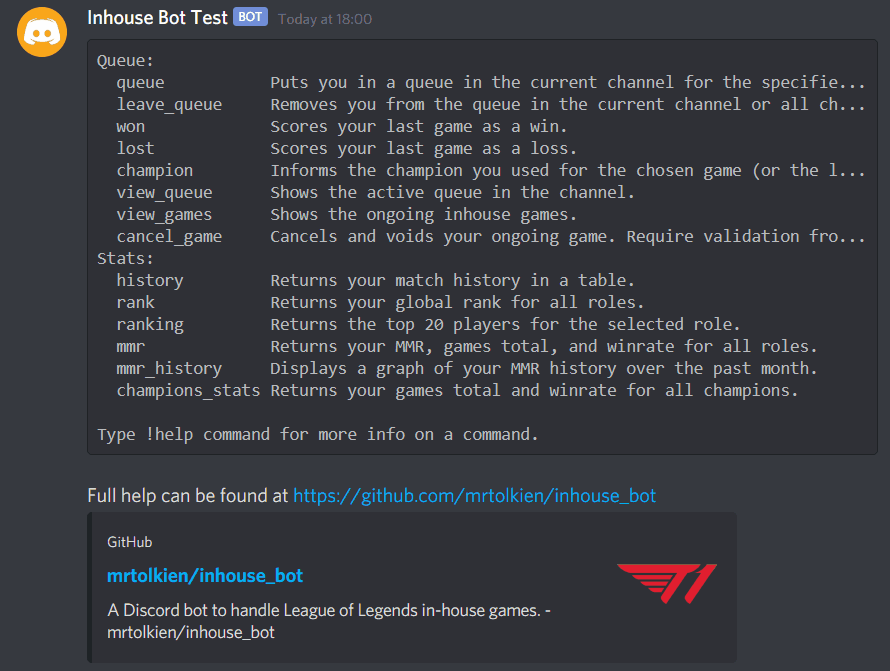 Inhouse Bot Test BOT Today at 18:00
Queue:
queue Puts you in a queue in the current channel for the specifie...
leave_queue Removes you from the queue in the current channel or all ch...
won Scores your last game as a win.
lost Scores your last game as a loss.
champion Informs the champion you used for the chosen game (or the l...
view_queue Shows the active queue in the channel.
view_games Shows the ongoing inhouse games.
cancel_game Cancels and voids your ongoing game. Require validation fro...
Stats:
history Returns your match history in a table.
rank Returns your global rank for all roles.
ranking Returns the top 20 players for the selected role.
mmr Returns your MMR, games total, and winrate for all roles.
mmr_history Displays a graph of your MMR history over the past month.
champions_stats Returns your games total and winrate for all champions.
Type !help command for more info on a command.
Full help can be found at https://github.com/mrtolkien/inhouse_bot
GitHub
mrtolkien/inhouse_bot
T1
A Discord bot to handle League of Legends in-house games. -
mrtolkien/inhouse_bot